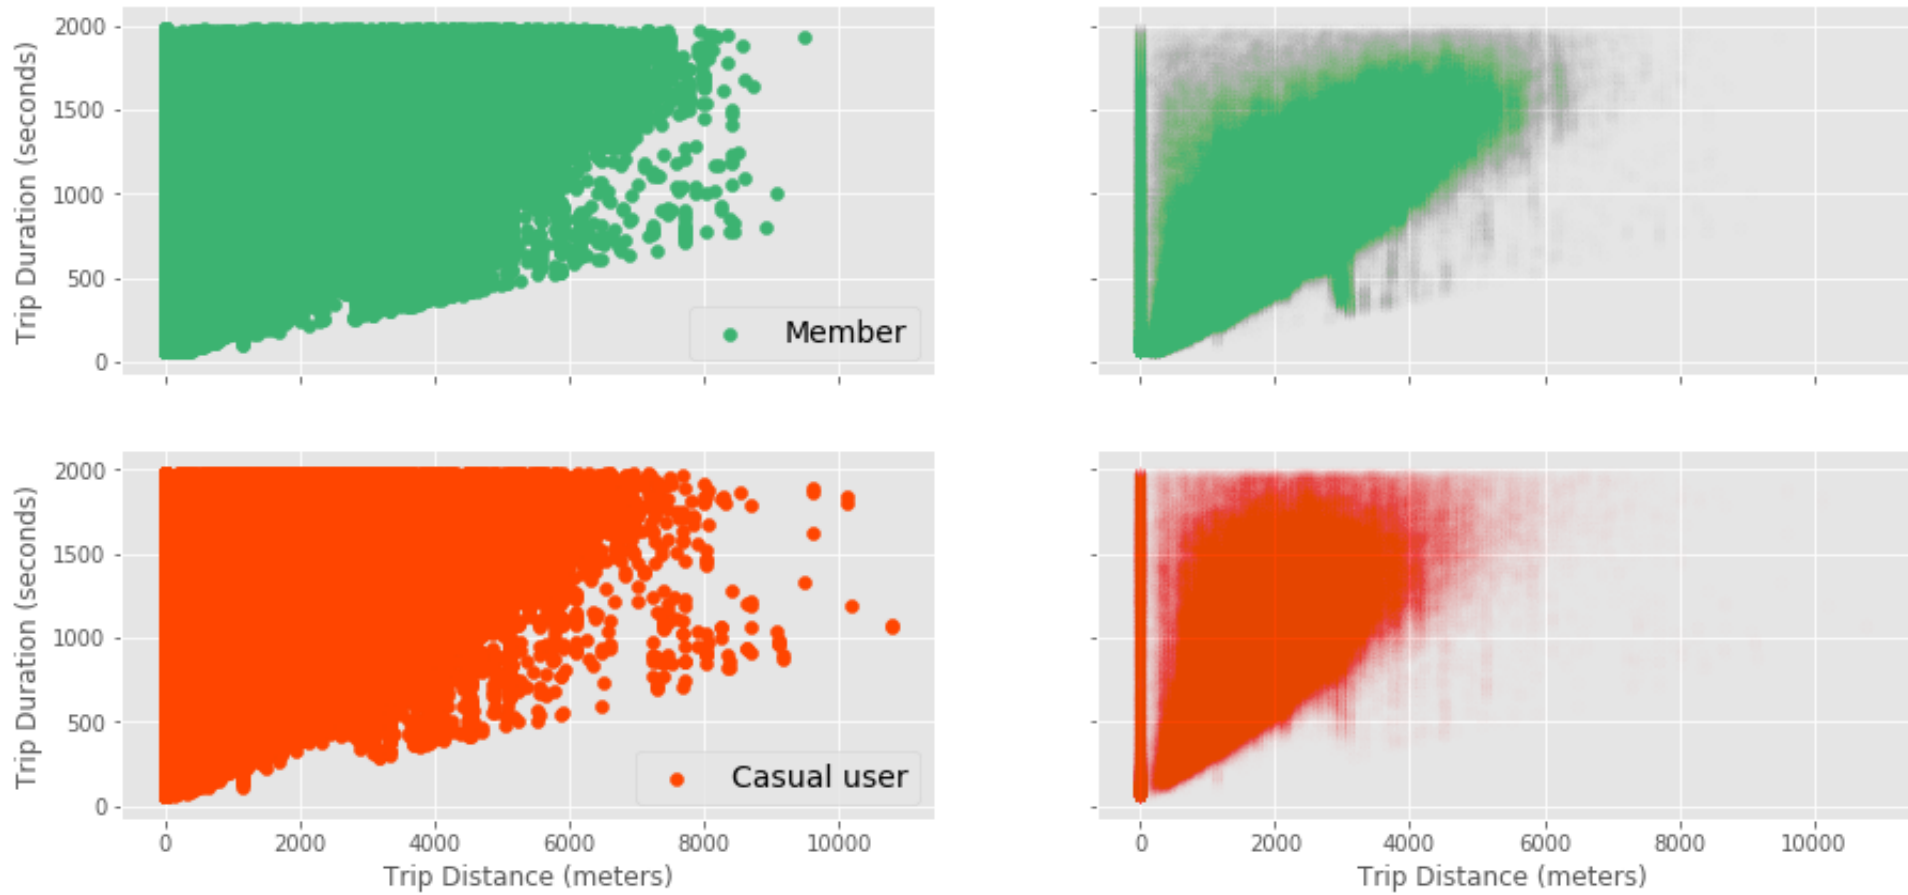 2000
1500
1000
500
0
Trip Duration (seconds)
Member
2000
1500
1000
500
0
Trip Duration (seconds)
Casual user
0 2000 4000 6000 8000 10000
Trip Distance (meters)
0 2000 4000 6000 8000 10000
Trip Distance (meters)